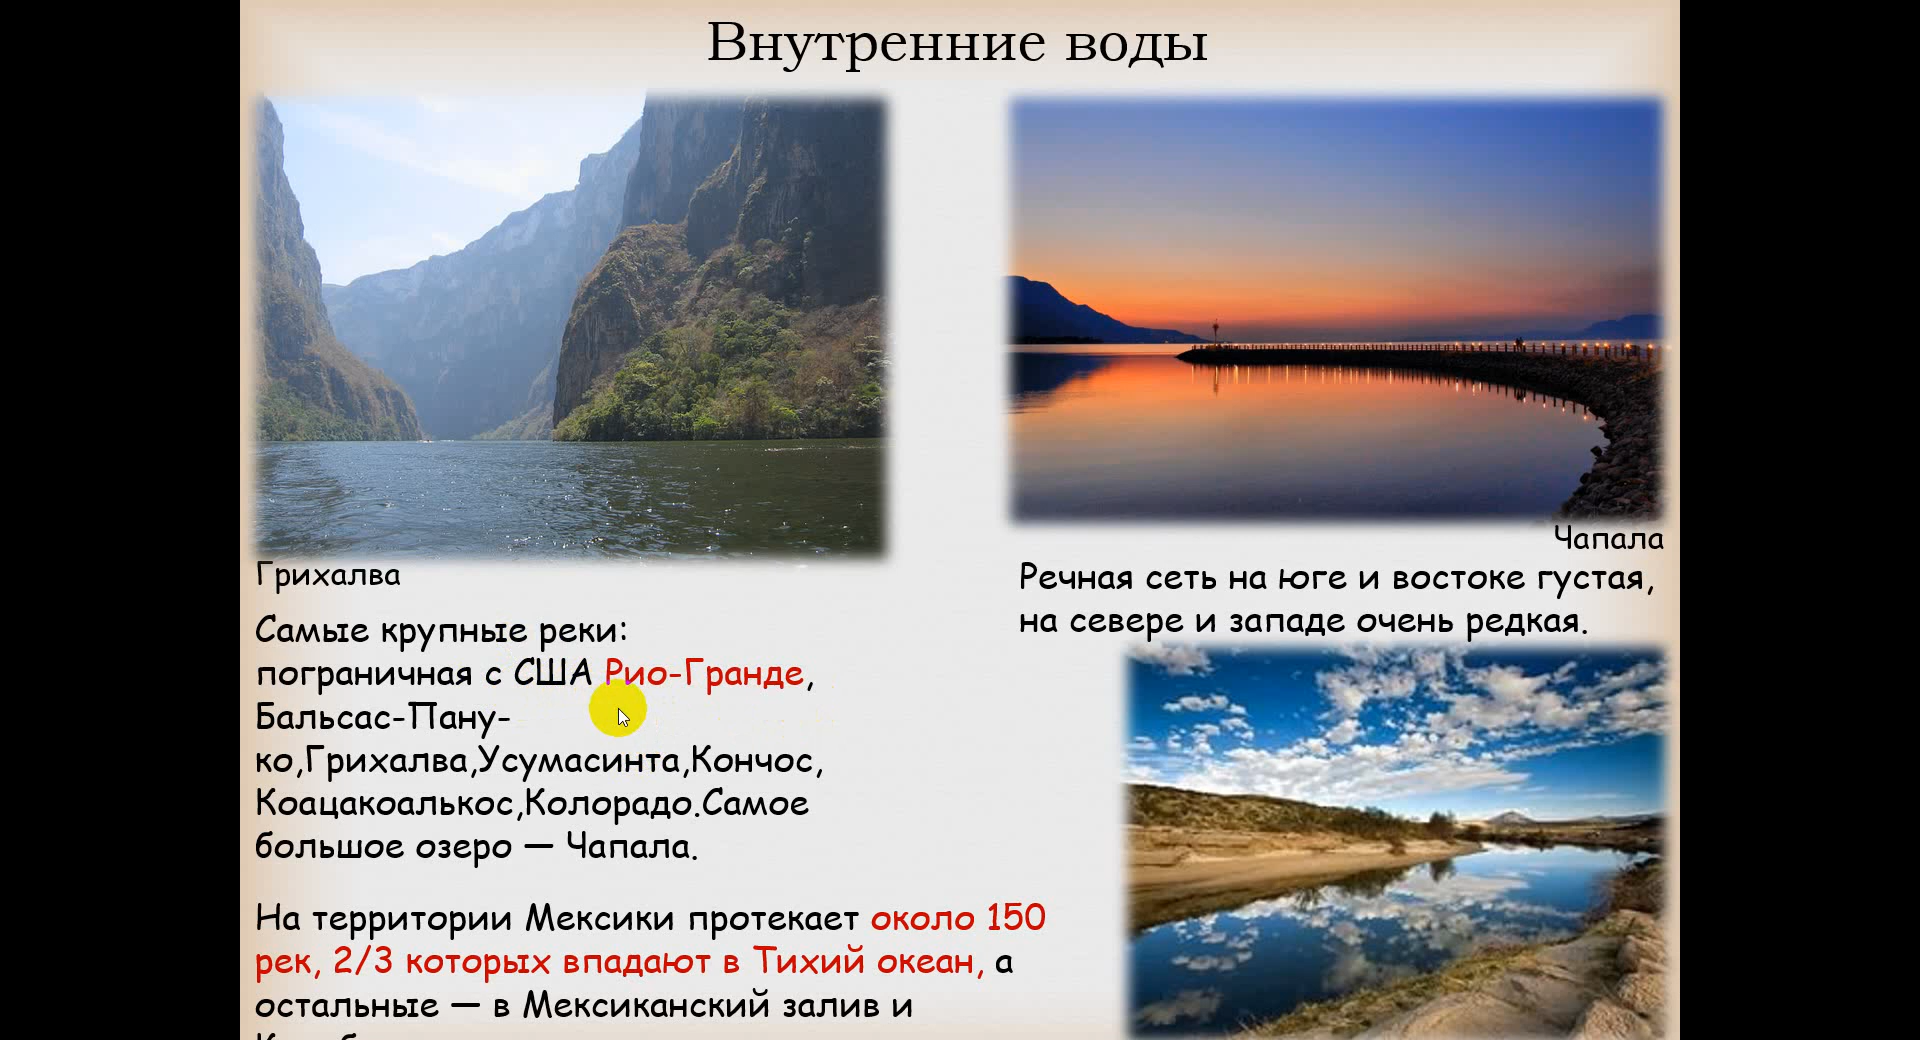 Внутренние воды
Грихалва
Самые крупные реки:
пограничная с США Рио-Гранде,
Бальсас-Пану-
ко,Грихалва,Усумасинта,Кончос,
Коацакоалькос,Колорадо.Самое
большое озеро — Чапала.
На территории Мексики протекает около 150
рек, 2/3 которых впадают в Тихий океан, а
остальные — в Мексиканский залив и
Чапала
Речная сеть на юге и востоке густая,
на севере и западе очень редкая.